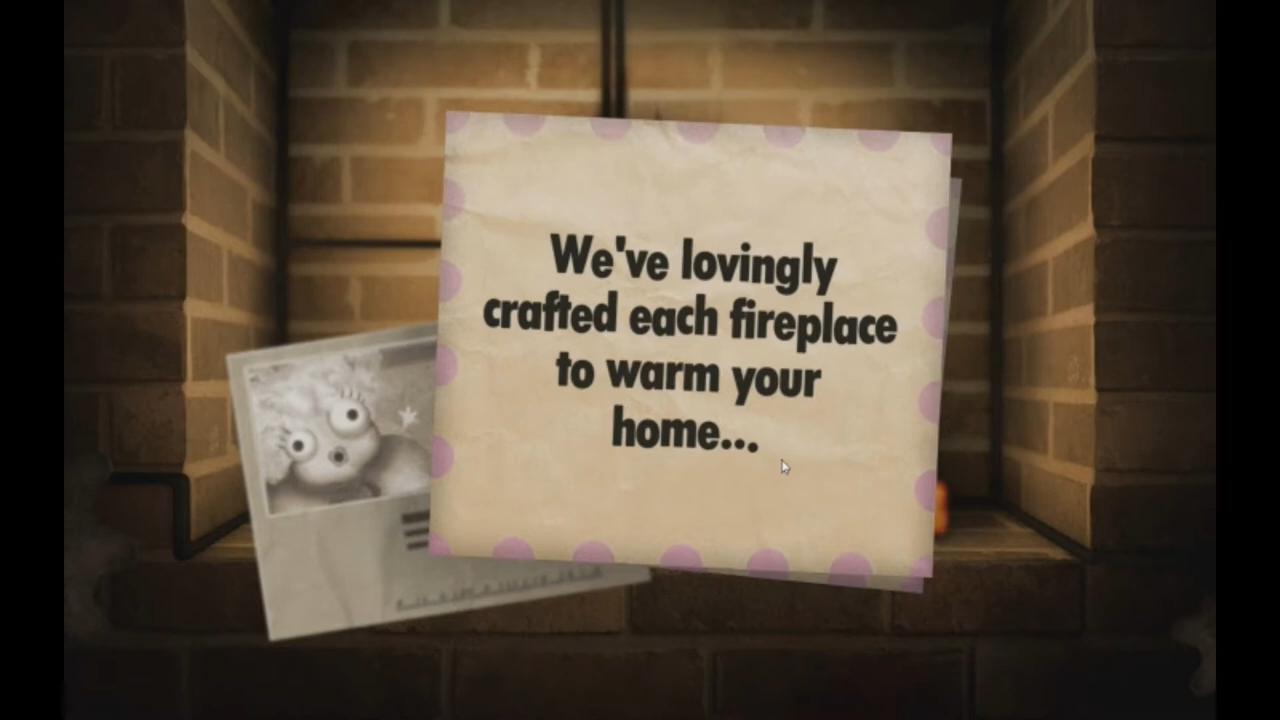 We've lovingly
crafted each fireplace
to warm your
home...